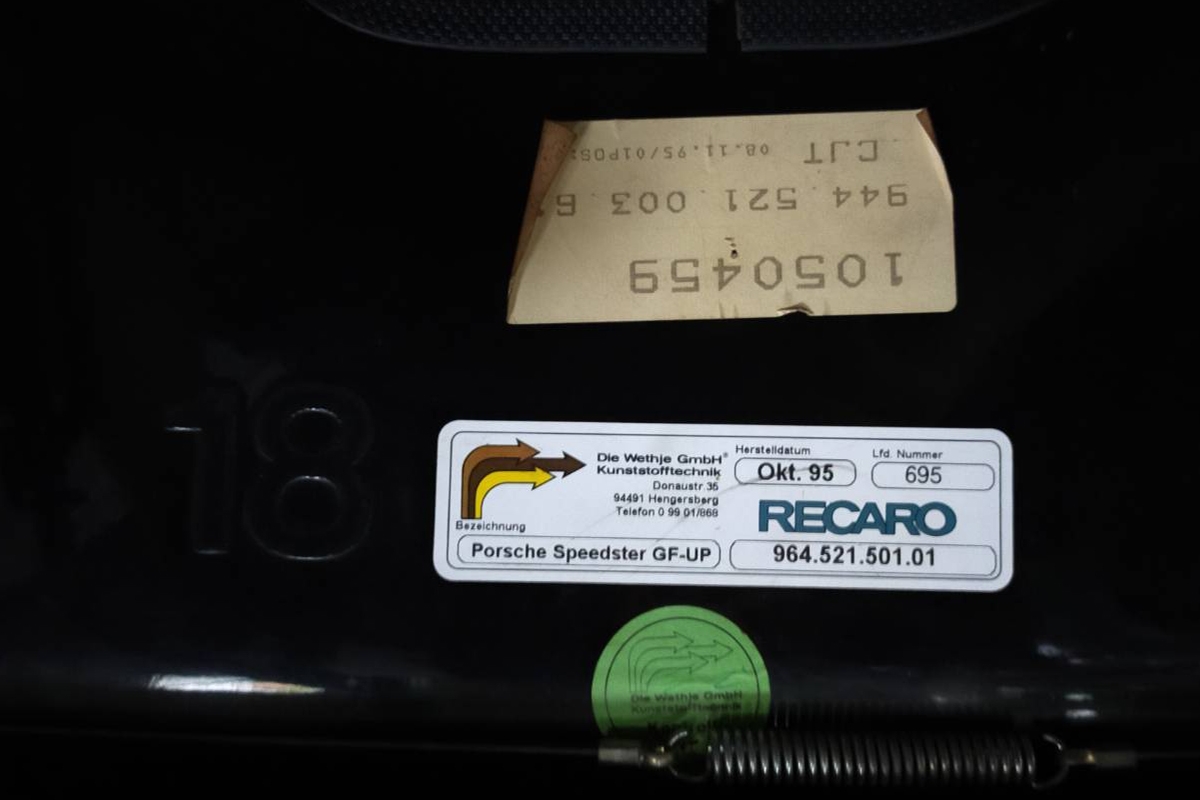 CJT 08.11.95/01POS:
944.521.003.6
1050459
18
Die Wethje GmbH®
Kunststofftechnik
Donaustr.35
94491 Hengersberg
Telefon 0 99 01/868
Herstelldatum
Okt. 95
Lfd. Nummer
695
RECARO
Bezeichnung
Porsche Speedster GF-UP
964.521.501.01
Die Wethje GmbH
Kunststofftechnik